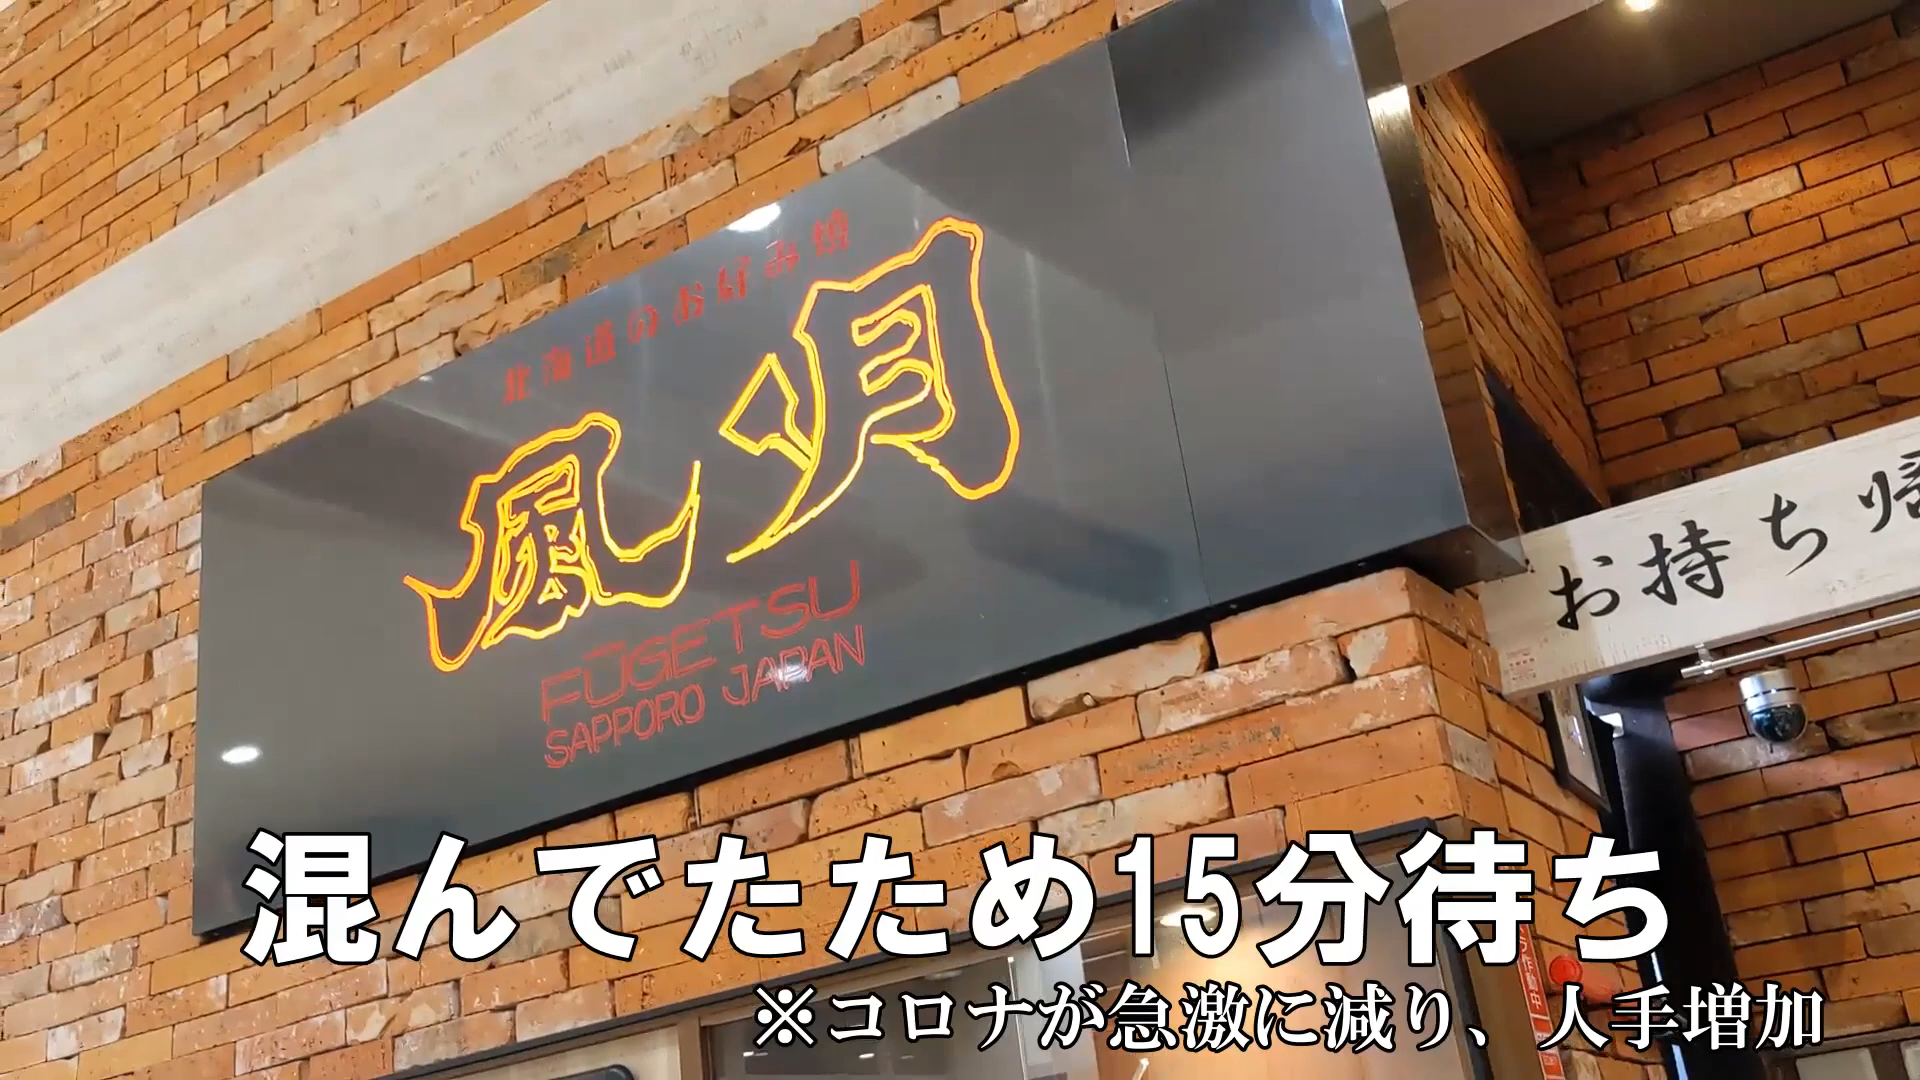 北海道のお好み焼
風月
FŪGETSU
SAPPORO JAPAN
お持ち帰
混んでたため15分待ち
※コロナが急激に減り、人手増加